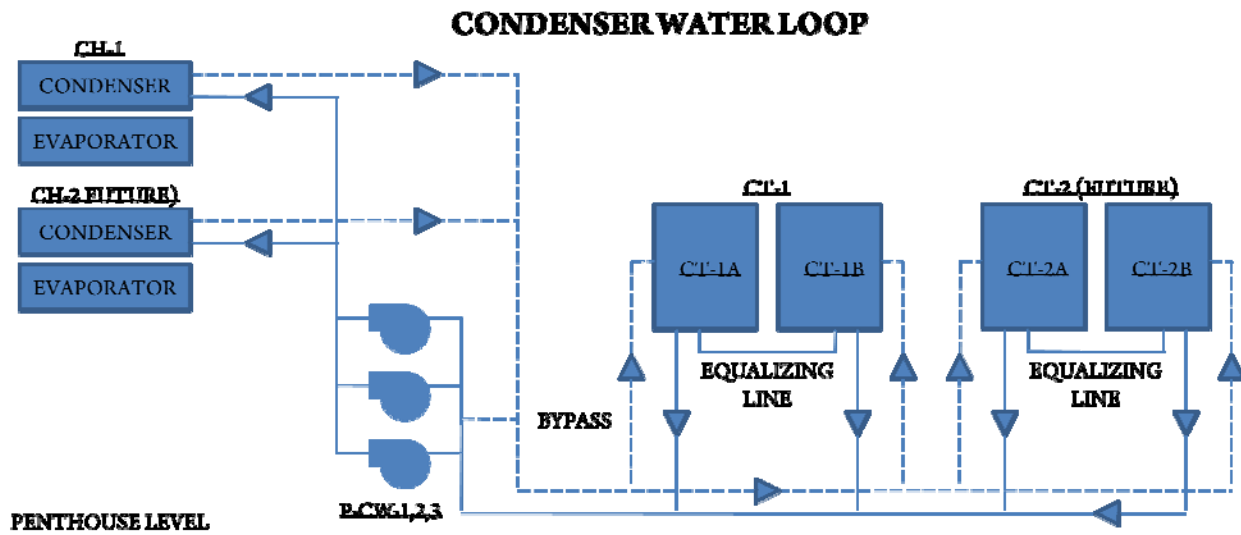 CONDENSER WATER LOOP
CH-1
CONDENSER
EVAPORATOR
CH-2 FUTURE)
CONDENSER
EVAPORATOR
CT-1
CT-2 (FUTURE)
CT-1A
CT-1B
CT-2A
CT-2B
EQUALIZING
LINE
EQUALIZING
LINE
BYPASS
P-CW-1,2,3
PENTHOUSE LEVEL